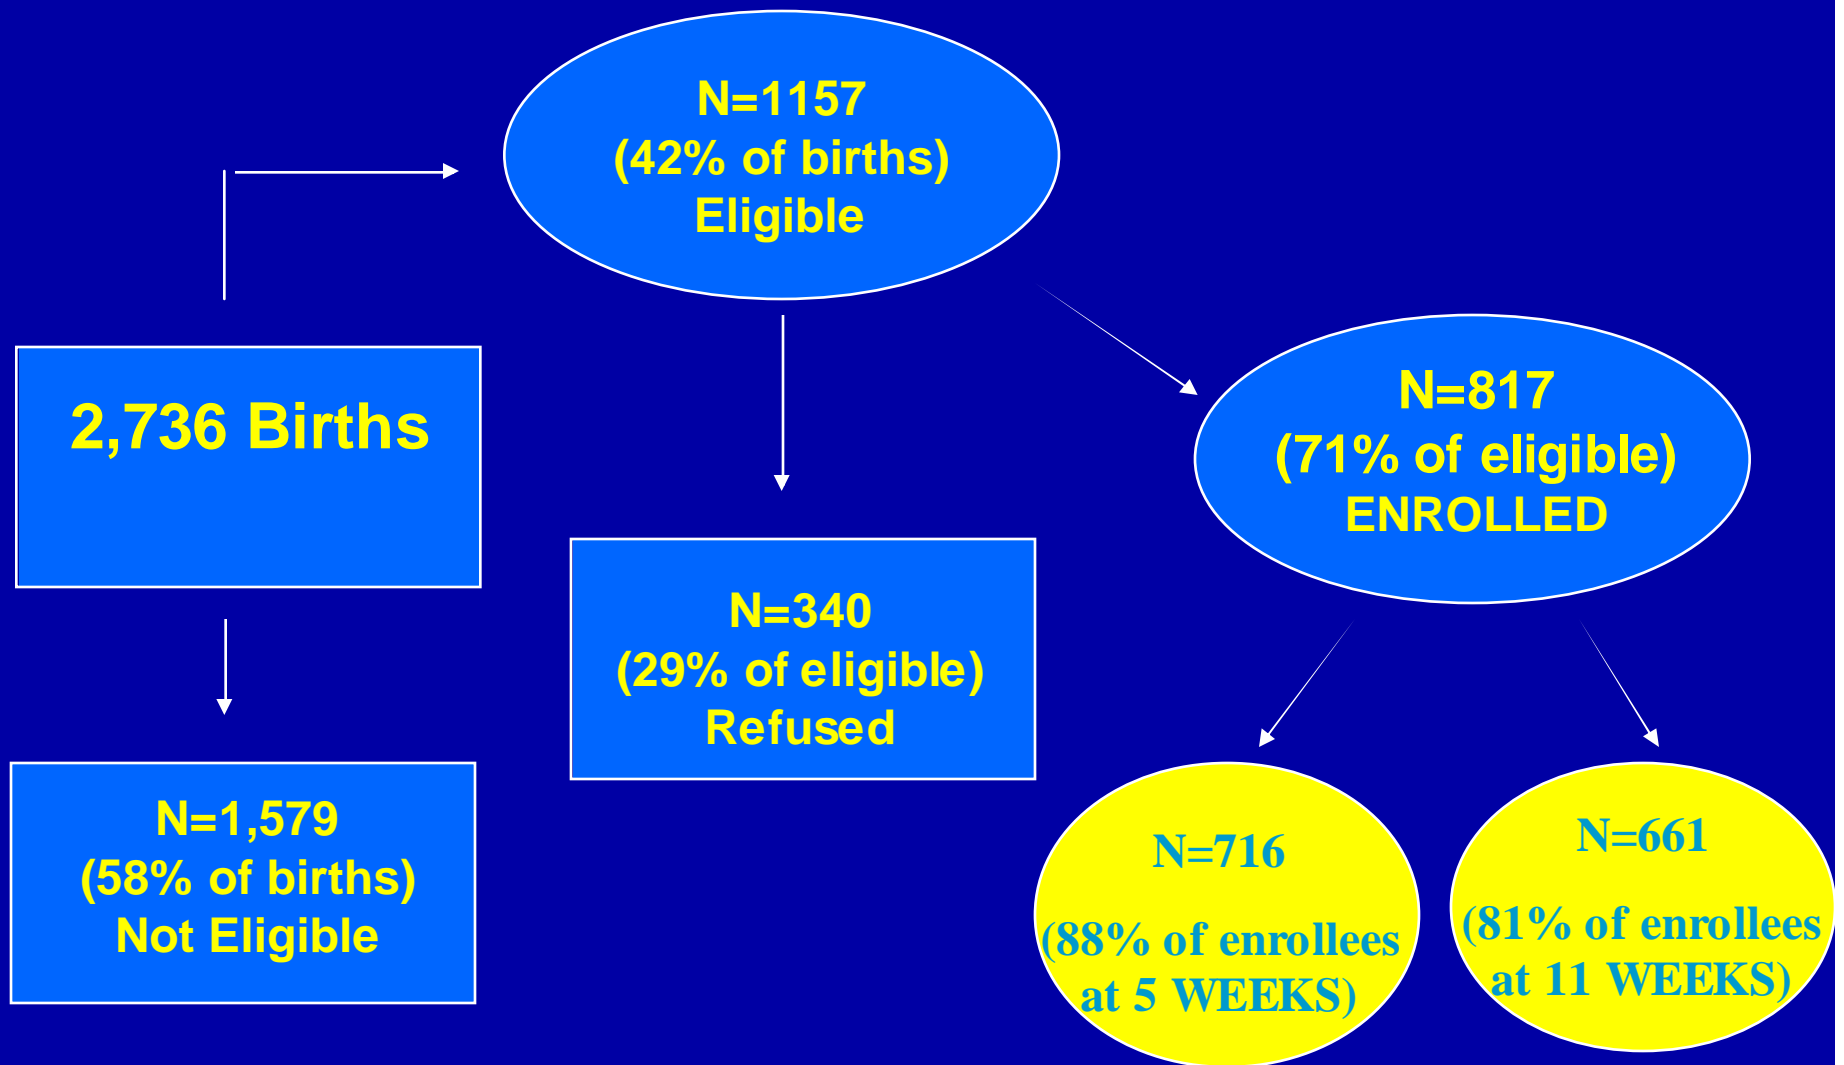 N=1157
(42% of births)
Eligible
2,736 Births
N=817
(71% of eligible)
ENROLLED
N=340
(29% of eligible)
Refused
N=1,579
(58% of births)
Not Eligible
N=716
(88% of enrollees
at 5 WEEKS)
N=661
(81% of enrollees
at 11 WEEKS)